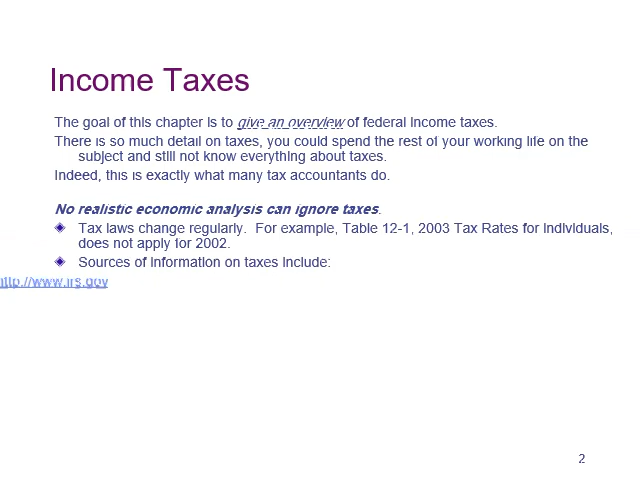 Income Taxes
The goal of this chapter is to give an overview of federal income taxes.
There is so much detail on taxes, you could spend the rest of your working life on the
subject and still not know everything about taxes.
Indeed, this is exactly what many tax accountants do.
No realistic economic analysis can ignore taxes.
Tax laws change regularly.  For example, Table 12-1, 2003 Tax Rates for Individuals,
does not apply for 2002.
Sources of information on taxes include:
http://www.irs.gov
2